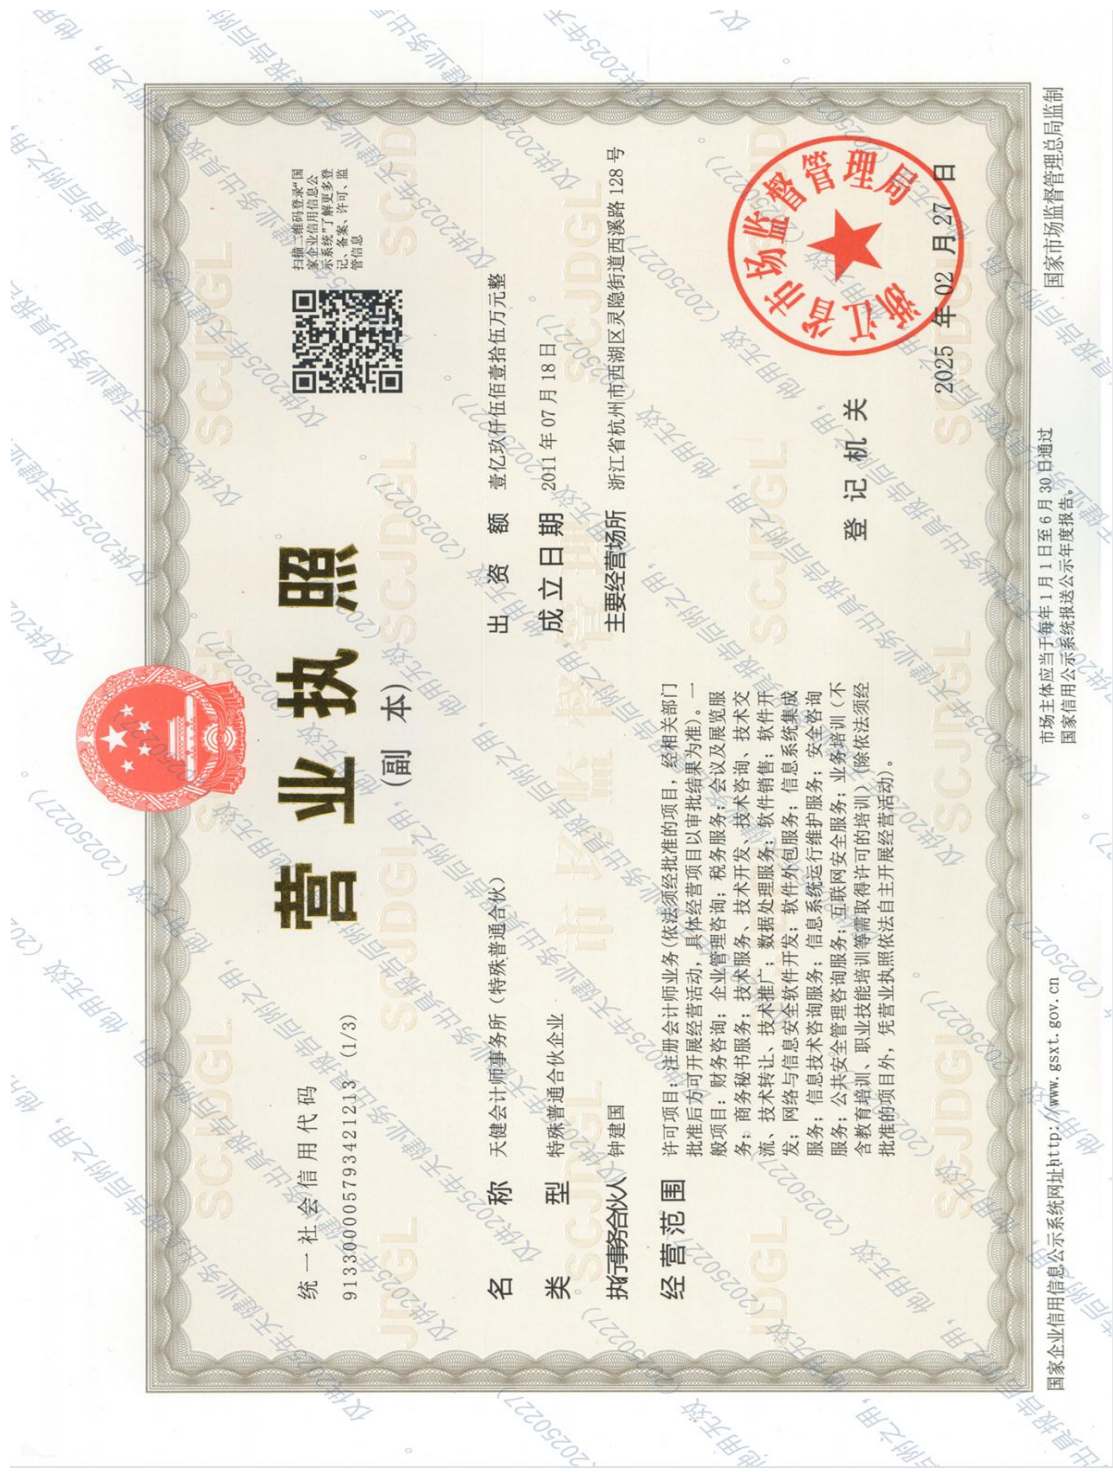 营业执照
(副 本)
统一社会信用代码
913300005793421213 (1/3)
扫描二维码登录“国
家企业信用信息公
示系统”了解更多登
记、备案、许可、监
管信息
名 称 天健会计师事务所（特殊普通合伙）
类 型 特殊普通合伙企业
执行事务合伙人 钟建国
经营范围 许可项目：注册会计师业务(依法须经批准的项目，经相关部门
批准后方可开展经营活动，具体经营项目以审批结果为准)。一
般项目：财务咨询；企业管理咨询；税务服务；会议及展览服
务；商务秘书服务；技术服务、技术开发、技术咨询、技术交
流、技术转让、技术推广；数据处理服务；软件销售；软件开
发；网络与信息安全软件开发；软件外包服务；信息系统集成
服务；信息技术咨询服务；信息系统运行维护服务；安全咨询
服务；公共安全管理咨询服务；互联网安全服务；业务培训（不
含教育培训、职业技能培训等需取得许可的培训）(除依法须经
批准的项目外，凭营业执照依法自主开展经营活动)。
出 资 额 壹亿玖仟伍佰壹拾伍万元整
成立日期 2011年07月18日
主要经营场所 浙江省杭州市西湖区灵隐街道西溪路128号
登记机关
浙江省市场监督管理局
2025 年 02 月 27 日
国家企业信用信息公示系统网址http://www.gsxt.gov.cn
市场主体应当于每年1月1日至6月30日通过
国家信用公示系统报送公示年度报告。
国家市场监督管理总局监制
仅供2025年天健业务出具报告后附之用，他用无效（20250227）。
SCJDGL